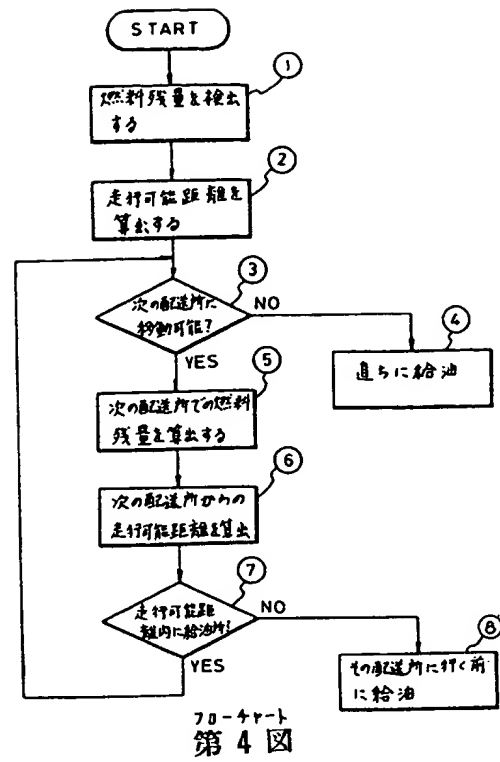 START
①
燃料残量を検出
する
②
走行可能距離を
算出する
③
次の配送所に
移動可能?
NO
YES
④
直ちに給油
⑤
次の配送所での燃料
残量を算出する
⑥
次の配送所からの
走行可能距離を算出
⑦
走行可能距
離内に給油所?
NO
YES
⑧
その配送所に行く前
に給油
フローチャート
第4図